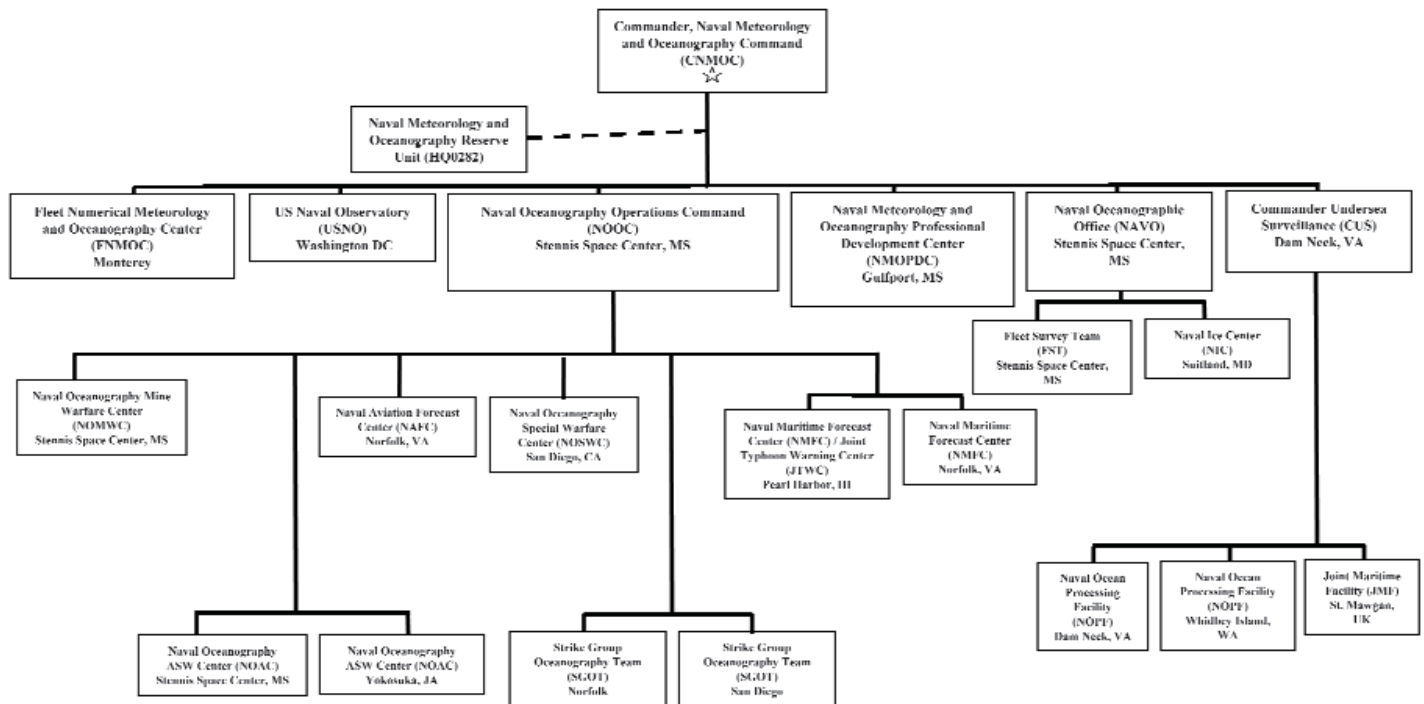 Commander, Naval Meteorology
and Oceanography Command
(CNMOC)
Naval Meteorology and
Oceanography Reserve
Unit (HQ0282)
Fleet Numerical Meteorology
and Oceanography Center
(FNMOC)
Monterey
US Naval Observatory
(USNO)
Washington DC
Naval Oceanography Operations Command
(NOOC)
Stennis Space Center, MS
Naval Meteorology and
Oceanography Professional
Development Center
(NMOPDC)
Gulfport, MS
Naval Oceanographic
Office (NAVO)
Stennis Space Center,
MS
Commander Undersea
Surveillance (CUS)
Dam Neck, VA
Fleet Survey Team
(FST)
Stennis Space Center,
MS
Naval Ice Center
(NIC)
Suitland, MD
Naval Oceanography Mine
Warfare Center
(NOMWC)
Stennis Space Center, MS
Naval Aviation Forecast
Center (NAFC)
Norfolk, VA
Naval Oceanography
Special Warfare
Center (NOSWC)
San Diego, CA
Naval Maritime Forecast
Center (NMFC) / Joint
Typhoon Warning Center
(JTWC)
Pearl Harbor, HI
Naval Maritime
Forecast Center
(NMFC)
Norfolk, VA
Naval Ocean
Processing
Facility
(NOPF)
Dam Neck, VA
Naval Ocean
Processing Facility
(NOPF)
Whidbey Island,
WA
Joint Maritime
Facility (JMF)
St. Mawgan,
UK
Naval Oceanography
ASW Center (NOAC)
Stennis Space Center, MS
Naval Oceanography
ASW Center (NOAC)
Yokosuka, JA
Strike Group
Oceanography Team
(SGOT)
Norfolk
Strike Group
Oceanography Team
(SGOT)
San Diego